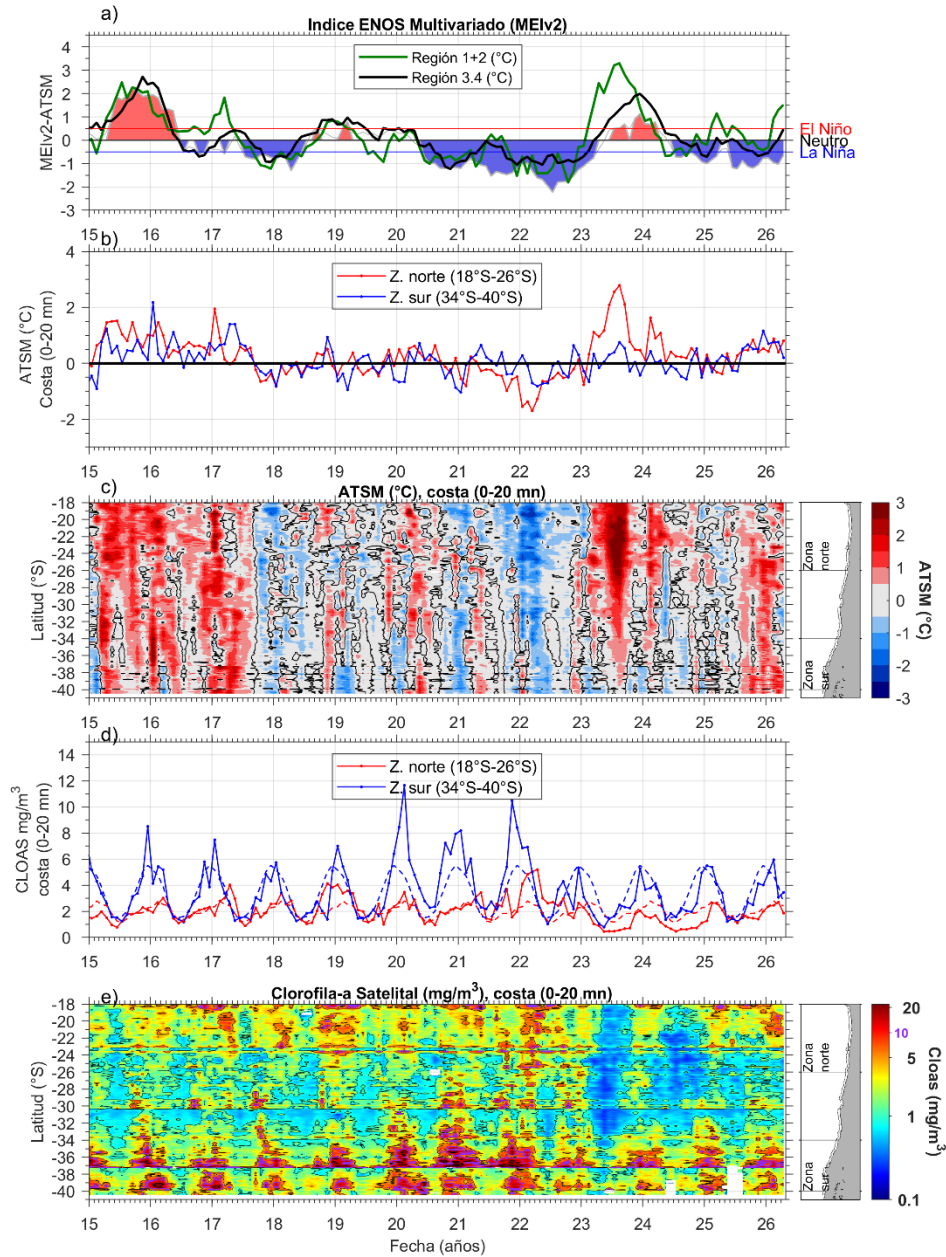 a)
Indice ENOS Multivariado (MEIv2)
MEIv2-ATSM
4
3
2
1
0
-1
-2
-3
Región 1+2 (°C)
Región 3.4 (°C)
El Niño
Neutro
La Niña
15 16 17 18 19 20 21 22 23 24 25 26
b)
ATSM (°C)
Costa (0-20 mn)
4
2
0
-2
Z. norte (18°S-26°S)
Z. sur (34°S-40°S)
15 16 17 18 19 20 21 22 23 24 25 26
c)
ATSM (°C), costa (0-20 mn)
Latitud (°S)
-18
-20
-22
-24
-26
-28
-30
-32
-34
-36
-38
-40
15 16 17 18 19 20 21 22 23 24 25 26
Zona
norte
Zona
sur
3
2
1
0
-1
-2
-3
ATSM (°C)
d)
CLOAS mg/m³
costa (0-20 mn)
14
12
10
8
6
4
2
0
Z. norte (18°S-26°S)
Z. sur (34°S-40°S)
15 16 17 18 19 20 21 22 23 24 25 26
e)
Clorofila-a Satelital (mg/m³), costa (0-20 mn)
Latitud (°S)
-18
-20
-22
-24
-26
-28
-30
-32
-34
-36
-38
-40
15 16 17 18 19 20 21 22 23 24 25 26
Fecha (años)
Zona
norte
Zona
sur
20
10
5
1
0.1
Cloas (mg/m³)